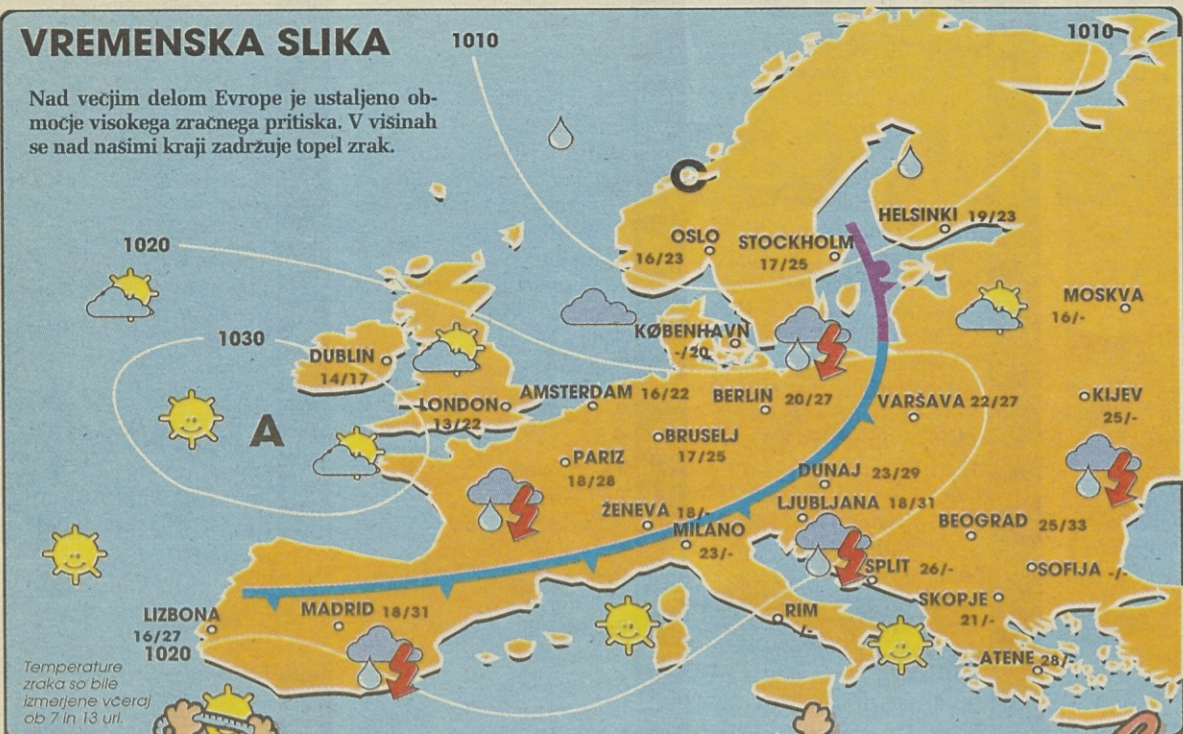 VREMENSKA SLIKA
Nad večjim delom Evrope je ustaljeno ob-
močje visokega zračnega pritiska. V višinah
se nad našimi kraji zadržuje topel zrak.
1010
1010
C
HELSINKI 19/23
OSLO
16/23
STOCKHOLM
17/25
1020
1030
MOSKVA
16/-
KØBENHAVN
-/20
DUBLIN
14/17
AMSTERDAM 16/22
BERLIN 20/27
VARŠAVA 22/27
KIJEV
25/-
LONDON
13/22
A
BRUSELJ
17/25
PARIZ
18/28
DUNAJ 23/29
ŽENEVA 18/-
LJUBLJANA 18/31
MILANO
23/-
BEOGRAD 25/33
SPLIT 26/-
SOFIJA -/-
SKOPJE
21/-
LIZBONA
16/27
1020
MADRID 18/31
RIM
-/-
ATENE 28/-
Temperature
zraka so bile
izmerjene včeraj
ob 7 in 13 uri.